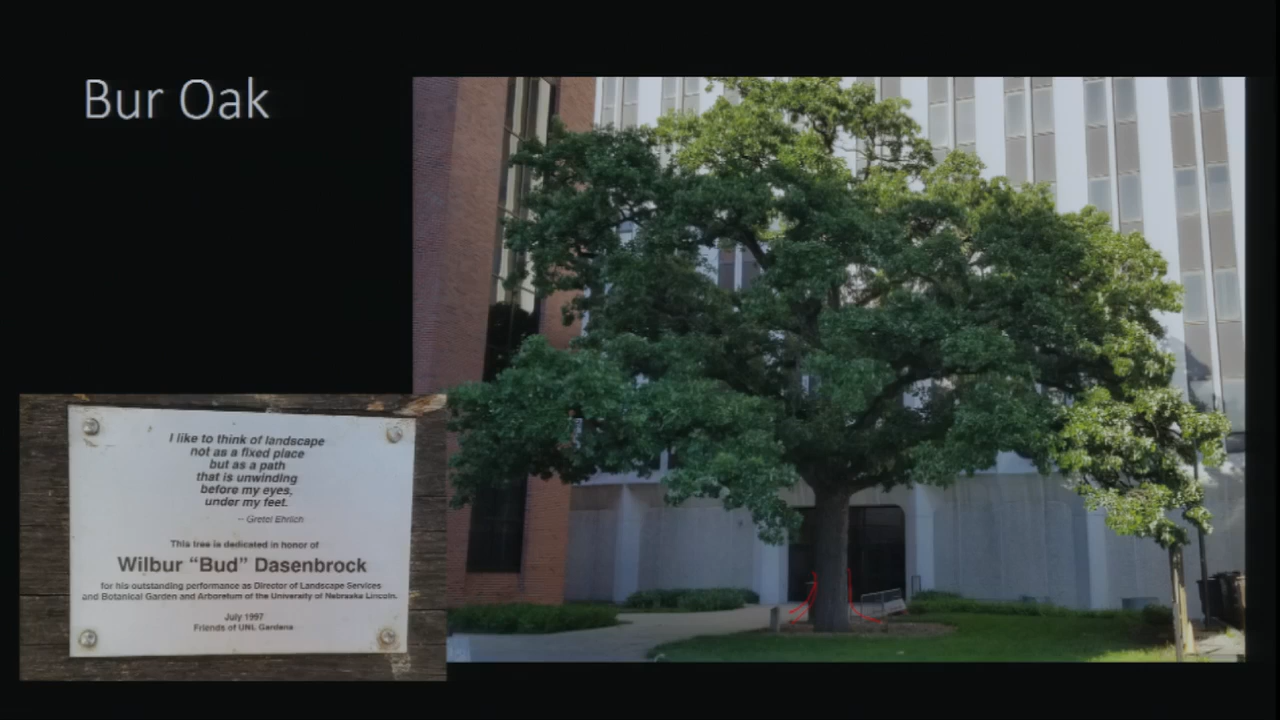 Bur Oak
I like to think of landscape
not as a fixed place
but as a path
that is unwinding
before my eyes,
under my feet.
-- Gretel Ehrlich
This tree is dedicated in honor of
Wilbur “Bud” Dasenbrock
for his outstanding performance as Director of Landscape Services
and Botanical Garden and Arboretum of the University of Nebraska Lincoln.
July 1997
Friends of UNL Gardens